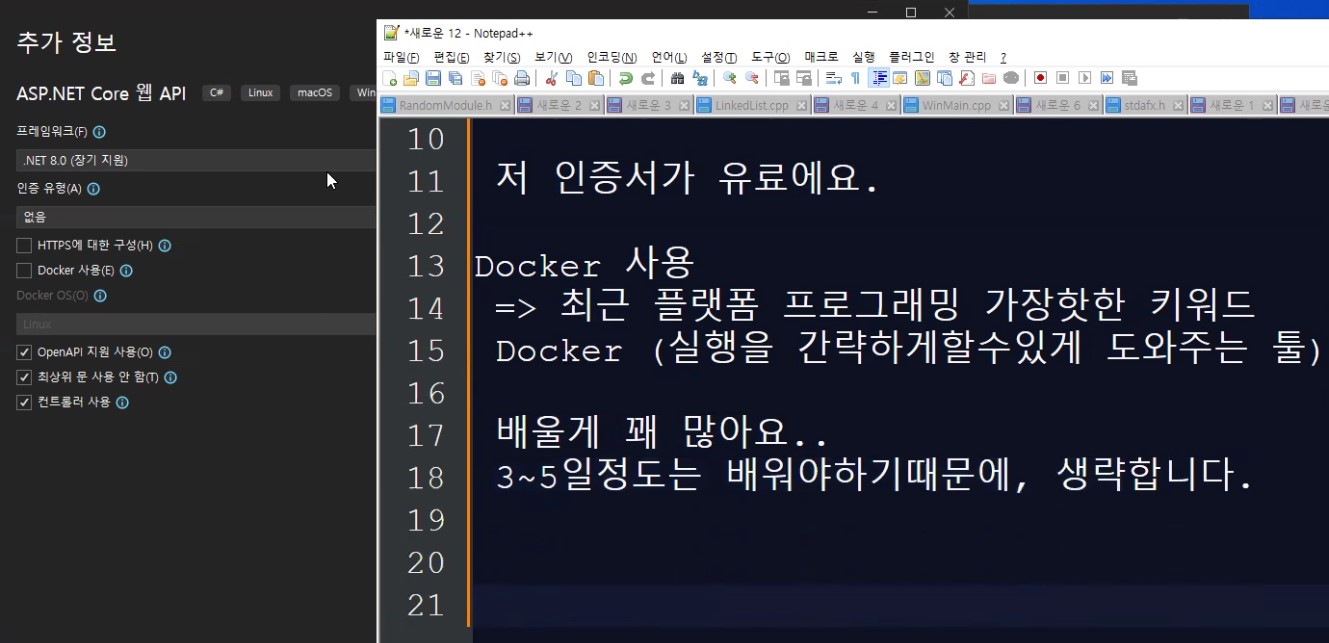 추가 정보
ASP.NET Core 웹 API C# Linux macOS Win
프레임워크(F)
.NET 8.0 (장기 지원)
인증 유형(A)
없음
HTTPS에 대한 구성(H)
Docker 사용(E)
Docker OS(O)
Linux
OpenAPI 지원 사용(O)
최상위 문 사용 안 함(T)
컨트롤러 사용
*새로운 12 - Notepad++
파일(F) 편집(E) 찾기(S) 보기(V) 인코딩(N) 언어(L) 설정(T) 도구(O) 매크로 실행 플러그인 창 관리 ?
RandomModule.h 새로운 2 새로운 3 LinkedList.cpp 새로운 4 WinMain.cpp 새로운 6 stdafx.h 새로운 1 새로운
10
11 저 인증서가 유료에요.
12
13 Docker 사용
14 => 최근 플랫폼 프로그래밍 가장핫한 키워드
15 Docker (실행을 간략하게할수있게 도와주는 툴)
16
17 배울게 꽤 많아요..
18 3~5일정도는 배워야하기때문에, 생략합니다.
19
20
21